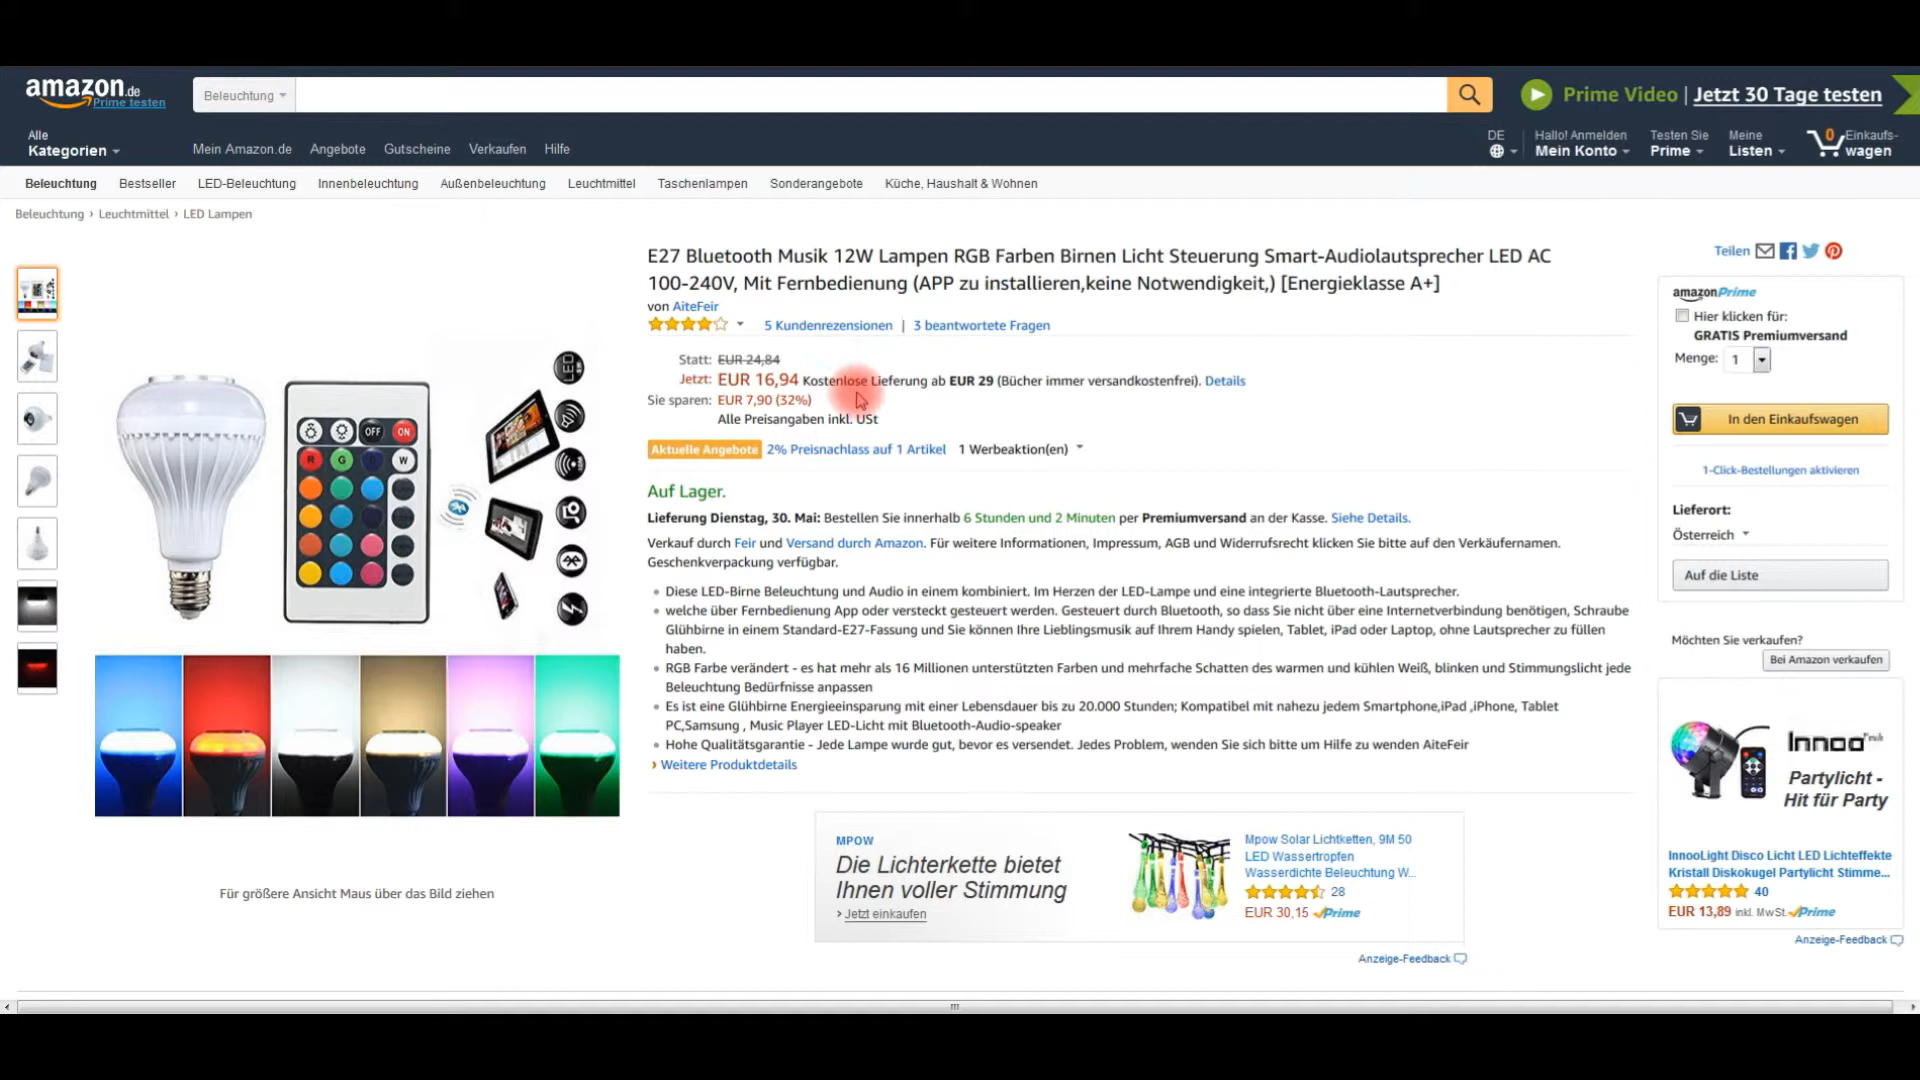 amazon.de
Prime testen
Beleuchtung
Prime Video | Jetzt 30 Tage testen
Alle
Kategorien
Mein Amazon.de Angebote Gutscheine Verkaufen Hilfe
DE
Hallo! Anmelden
Mein Konto
Testen Sie
Prime
Meine
Listen
0
Einkaufs-
wagen
Beleuchtung Bestseller LED-Beleuchtung Innenbeleuchtung Außenbeleuchtung Leuchtmittel Taschenlampen Sonderangebote Küche, Haushalt & Wohnen
Beleuchtung › Leuchtmittel › LED Lampen
E27 Bluetooth Musik 12W Lampen RGB Farben Birnen Licht Steuerung Smart-Audiolautsprecher LED AC
100-240V, Mit Fernbedienung (APP zu installieren,keine Notwendigkeit,) [Energieklasse A+]
von AiteFeir
5 Kundenrezensionen | 3 beantwortete Fragen
Statt: EUR 24,84
Jetzt: EUR 16,94 Kostenlose Lieferung ab EUR 29 (Bücher immer versandkostenfrei). Details
Sie sparen: EUR 7,90 (32%)
Alle Preisangaben inkl. USt
Aktuelle Angebote 2% Preisnachlass auf 1 Artikel 1 Werbeaktion(en)
Auf Lager.
Lieferung Dienstag, 30. Mai: Bestellen Sie innerhalb 6 Stunden und 2 Minuten per Premiumversand an der Kasse. Siehe Details.
Verkauf durch Feir und Versand durch Amazon. Für weitere Informationen, Impressum, AGB und Widerrufsrecht klicken Sie bitte auf den Verkäufernamen.
Geschenkverpackung verfügbar.
Diese LED-Birne Beleuchtung und Audio in einem kombiniert. Im Herzen der LED-Lampe und eine integrierte Bluetooth-Lautsprecher.
welche über Fernbedienung App oder versteckt gesteuert werden. Gesteuert durch Bluetooth, so dass Sie nicht über eine Internetverbindung benötigen, Schraube
Glühbirne in einem Standard-E27-Fassung und Sie können Ihre Lieblingsmusik auf Ihrem Handy spielen, Tablet, iPad oder Laptop, ohne Lautsprecher zu füllen
haben.
RGB Farbe verändert - es hat mehr als 16 Millionen unterstützten Farben und mehrfache Schatten des warmen und kühlen Weiß, blinken und Stimmungslicht jede
Beleuchtung Bedürfnisse anpassen
Es ist eine Glühbirne Energieeinsparung mit einer Lebensdauer bis zu 20.000 Stunden; Kompatibel mit nahezu jedem Smartphone,iPad ,iPhone, Tablet
PC,Samsung , Music Player LED-Licht mit Bluetooth-Audio-speaker
Hohe Qualitätsgarantie - Jede Lampe wurde gut, bevor es versendet. Jedes Problem, wenden Sie sich bitte um Hilfe zu wenden AiteFeir
› Weitere Produktdetails
LED
OFF ON
R G W
Für größere Ansicht Maus über das Bild ziehen
MPOW
Die Lichterkette bietet
Ihnen voller Stimmung
› Jetzt einkaufen
Mpow Solar Lichtketten, 9M 50
LED Wassertropfen
Wasserdichte Beleuchtung W...
28
EUR 30,15 Prime
Anzeige-Feedback
Teilen
amazonPrime
Hier klicken für:
GRATIS Premiumversand
Menge: 1
In den Einkaufswagen
1-Click-Bestellungen aktivieren
Lieferort:
Österreich
Auf die Liste
Möchten Sie verkaufen?
Bei Amazon verkaufen
Innoo
Partylicht -
Hit für Party
InnooLight Disco Licht LED Lichteffekte
Kristall Diskokugel Partylicht Stimme...
40
EUR 13,89 inkl. MwSt. Prime
Anzeige-Feedback